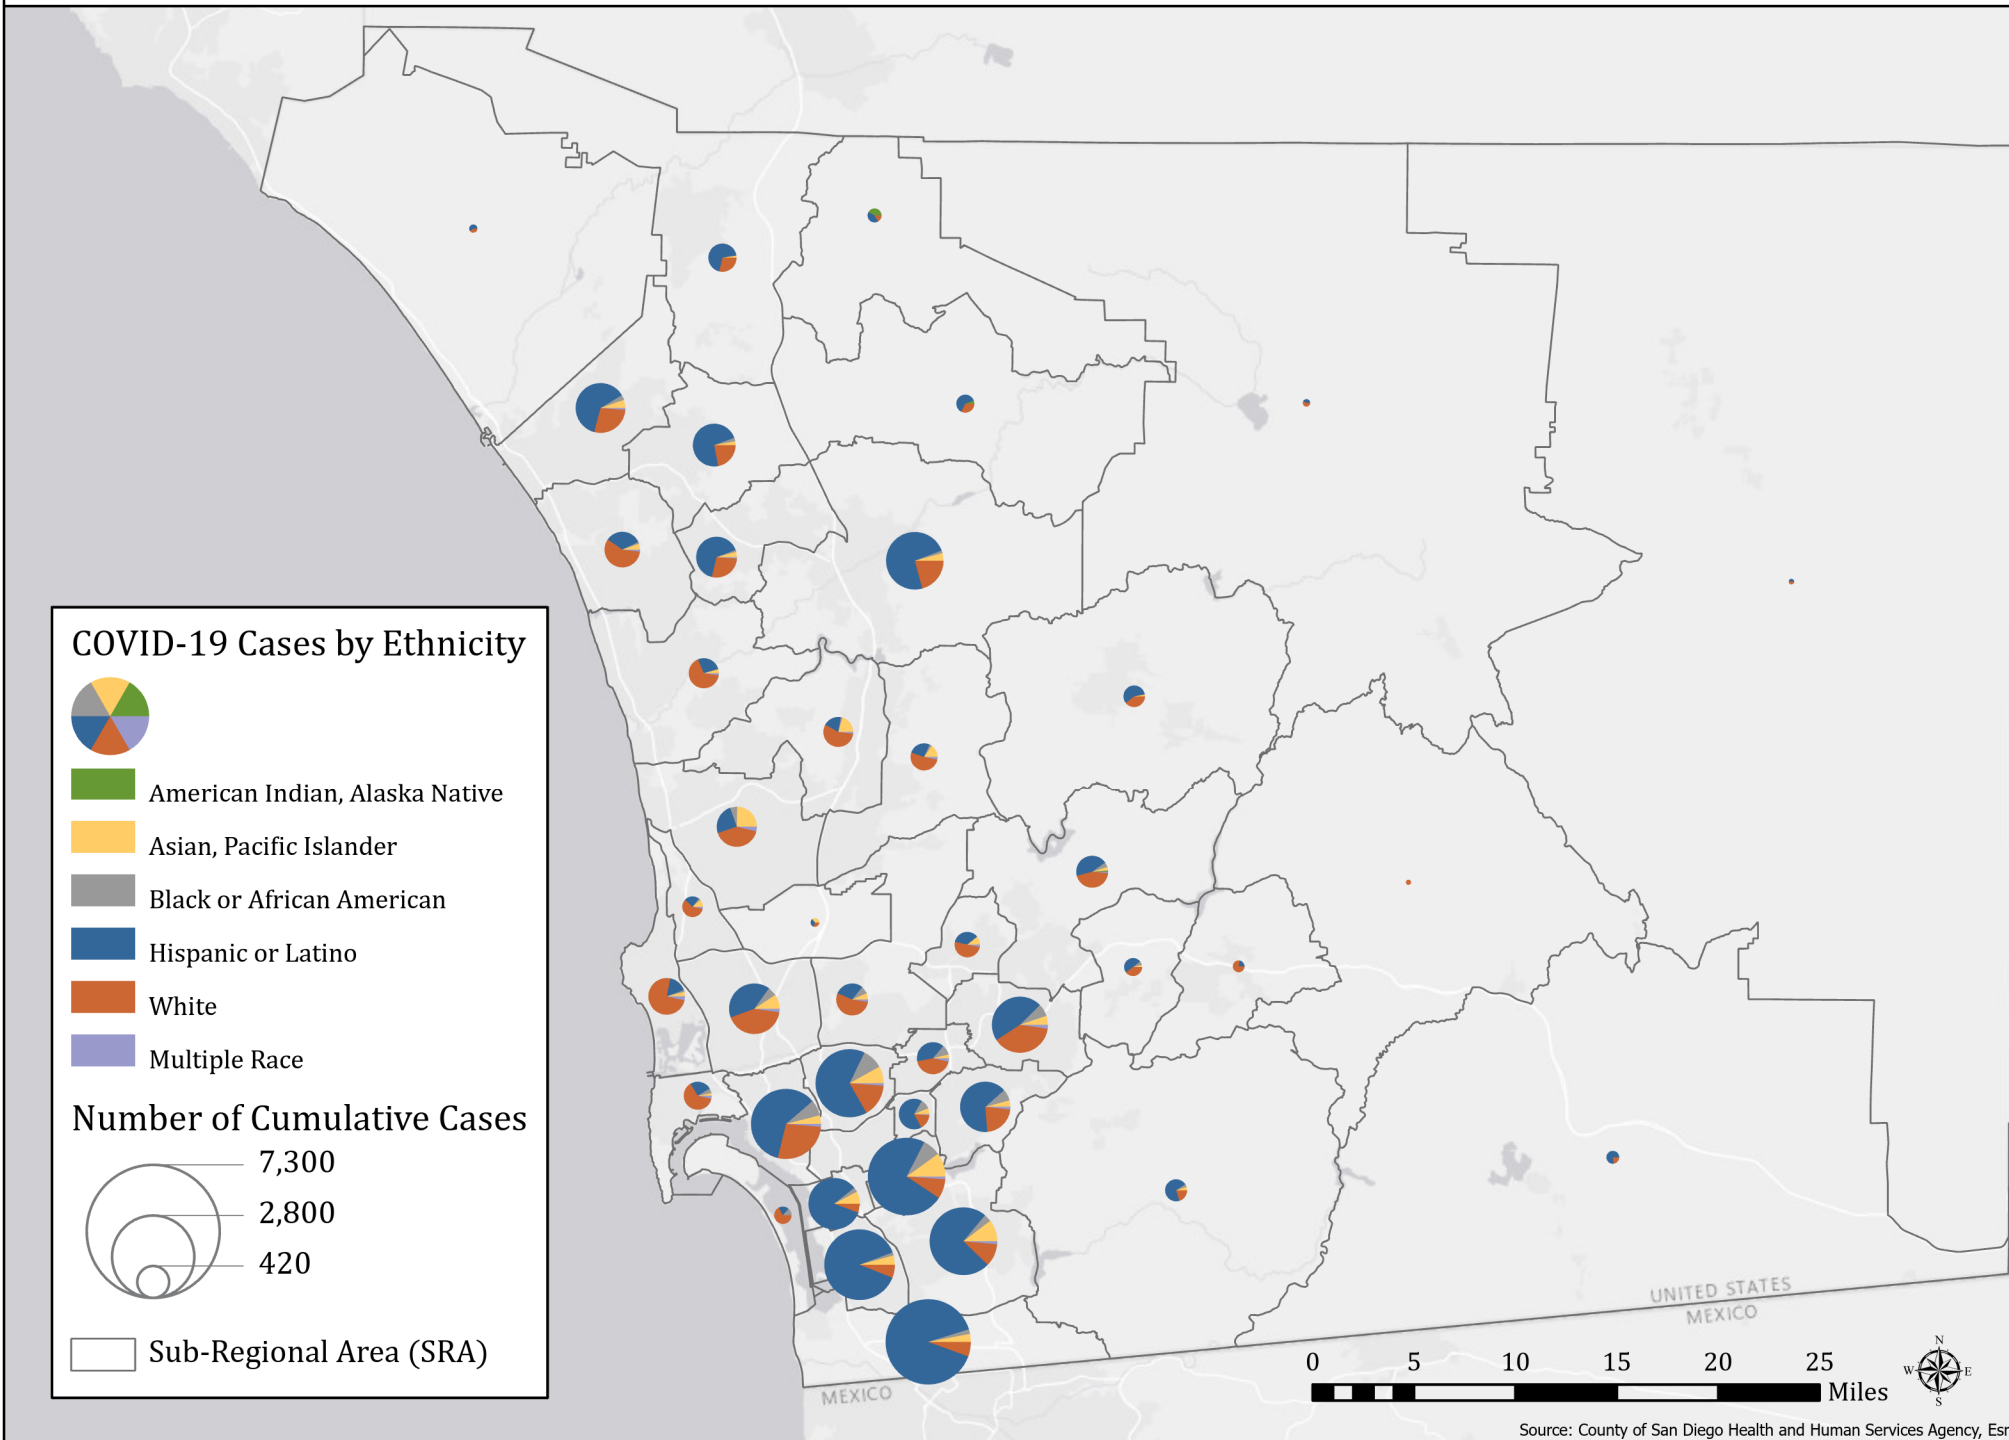 COVID-19 Cases by Ethnicity
American Indian, Alaska Native
Asian, Pacific Islander
Black or African American
Hispanic or Latino
White
Multiple Race
Number of Cumulative Cases
7,300
2,800
420
Sub-Regional Area (SRA)
UNITED STATES
MEXICO
MEXICO
0 5 10 15 20 25
Miles
N
W E
S
Source: County of San Diego Health and Human Services Agency, Esr